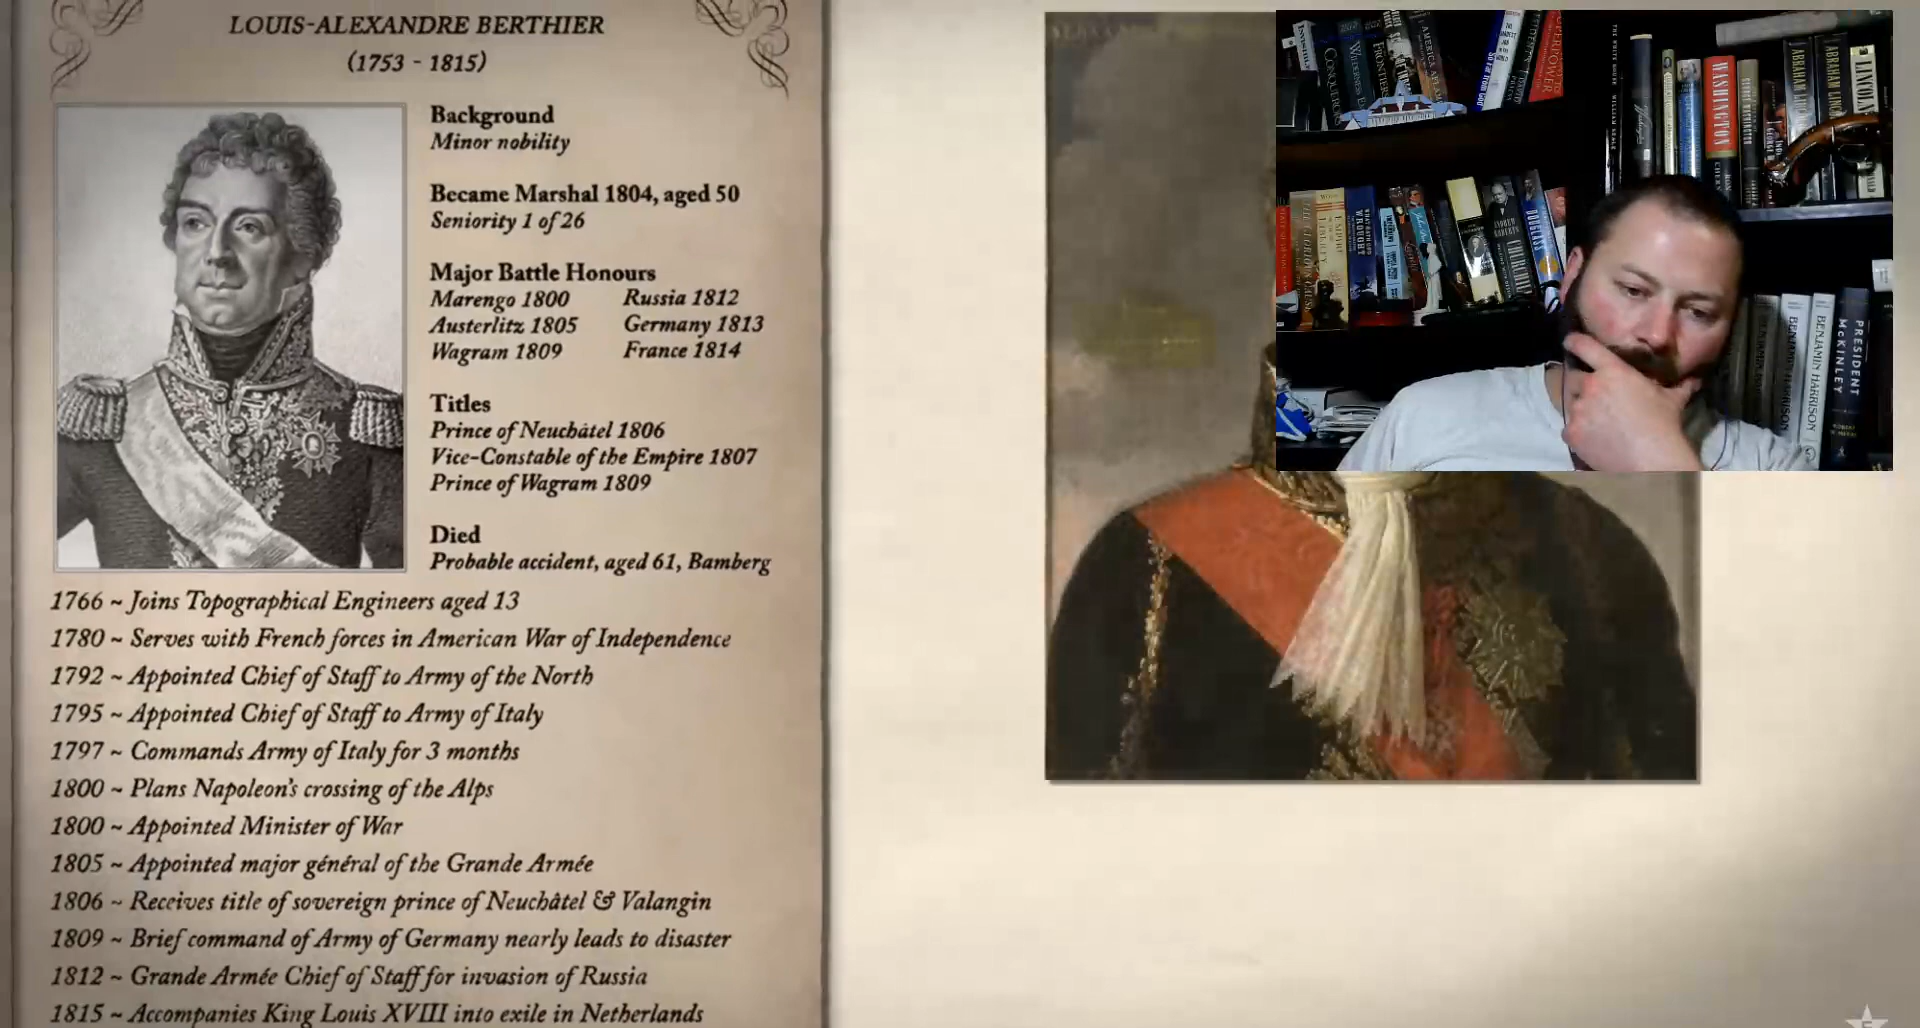 LOUIS-ALEXANDRE BERTHIER
(1753 - 1815)
Background
Minor nobility
Became Marshal 1804, aged 50
Seniority 1 of 26
Major Battle Honours
Marengo 1800
Russia 1812
Austerlitz 1805
Germany 1813
Wagram 1809
France 1814
Titles
Prince of Neuchâtel 1806
Vice-Constable of the Empire 1807
Prince of Wagram 1809
Died
Probable accident, aged 61, Bamberg
1766 ~ Joins Topographical Engineers aged 13
1780 ~ Serves with French forces in American War of Independence
1792 ~ Appointed Chief of Staff to Army of the North
1795 ~ Appointed Chief of Staff to Army of Italy
1797 ~ Commands Army of Italy for 3 months
1800 ~ Plans Napoleon's crossing of the Alps
1800 ~ Appointed Minister of War
1805 ~ Appointed major général of the Grande Armée
1806 ~ Receives title of sovereign prince of Neuchâtel & Valangin
1809 ~ Brief command of Army of Germany nearly leads to disaster
1812 ~ Grande Armée Chief of Staff for invasion of Russia
1815 ~ Accompanies King Louis XVIII into exile in Netherlands
WASHINGTON
ABRAHAM
ABRAHAM
LINCOLN
CHURCHILL
DOUGLASS
BENJAMIN HARRISON
BENJAMIN HARRISON
PRESIDENT
McKINLEY